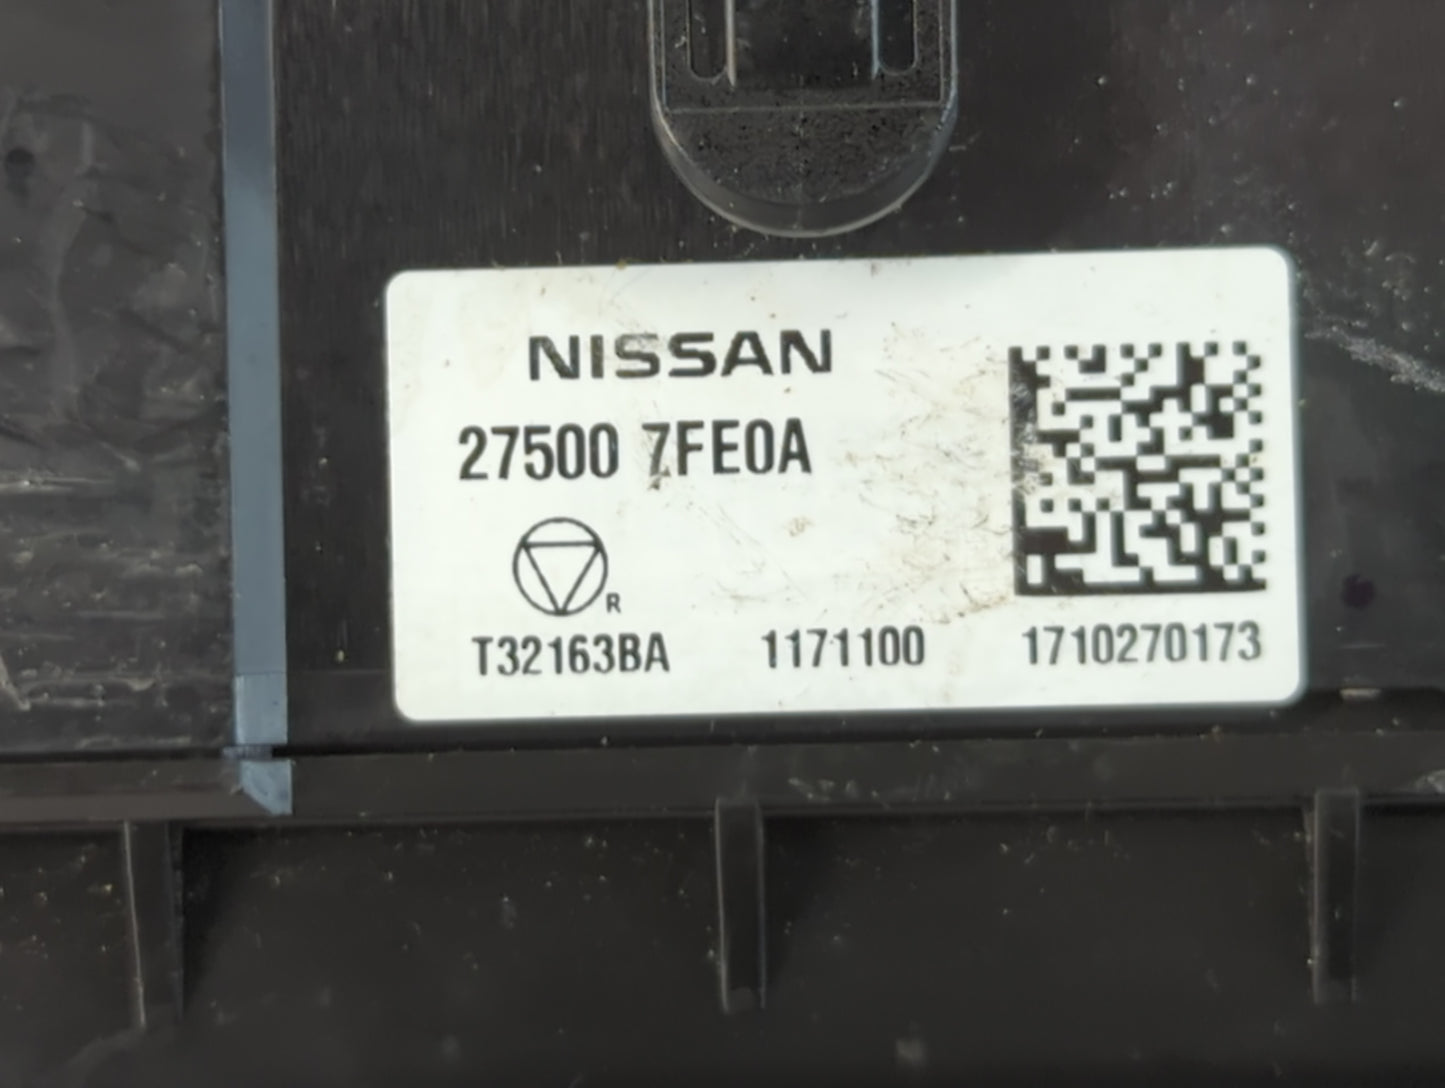 NISSAN
27500 7FE0A
R
T32163BA 1171100 1710270173